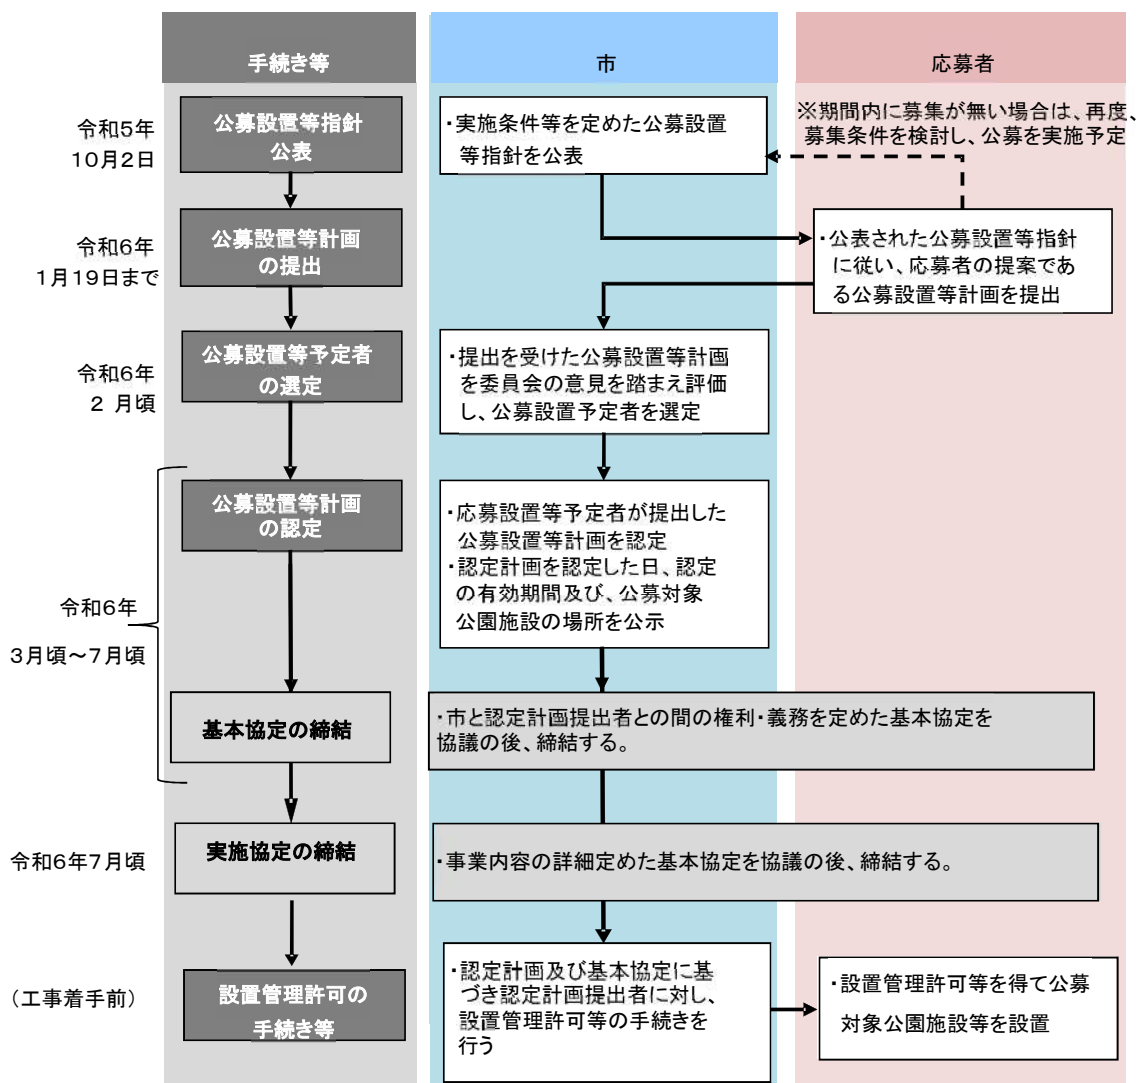 手続き等
市
応募者
令和5年
10月2日
公募設置等指針
公表
・実施条件等を定めた公募設置
等指針を公表
※期間内に募集が無い場合は、再度、
募集条件を検討し、公募を実施予定
令和6年
1月19日まで
公募設置等計画
の提出
・公表された公募設置等指針
に従い、応募者の提案であ
る公募設置等計画を提出
令和6年
2 月頃
公募設置等予定者
の選定
・提出を受けた公募設置等計画
を委員会の意見を踏まえ評価
し、公募設置予定者を選定
令和6年
3月頃～7月頃
公募設置等計画
の認定
・応募設置等予定者が提出した
公募設置等計画を認定
・認定計画を認定した日、認定
の有効期間及び、公募対象
公園施設の場所を公示
基本協定の締結
・市と認定計画提出者との間の権利・義務を定めた基本協定を
協議の後、締結する。
令和6年7月頃
実施協定の締結
・事業内容の詳細定めた基本協定を協議の後、締結する。
（工事着手前）
設置管理許可の
手続き等
・認定計画及び基本協定に基
づき認定計画提出者に対し、
設置管理許可等の手続きを
行う
・設置管理許可等を得て公募
対象公園施設等を設置